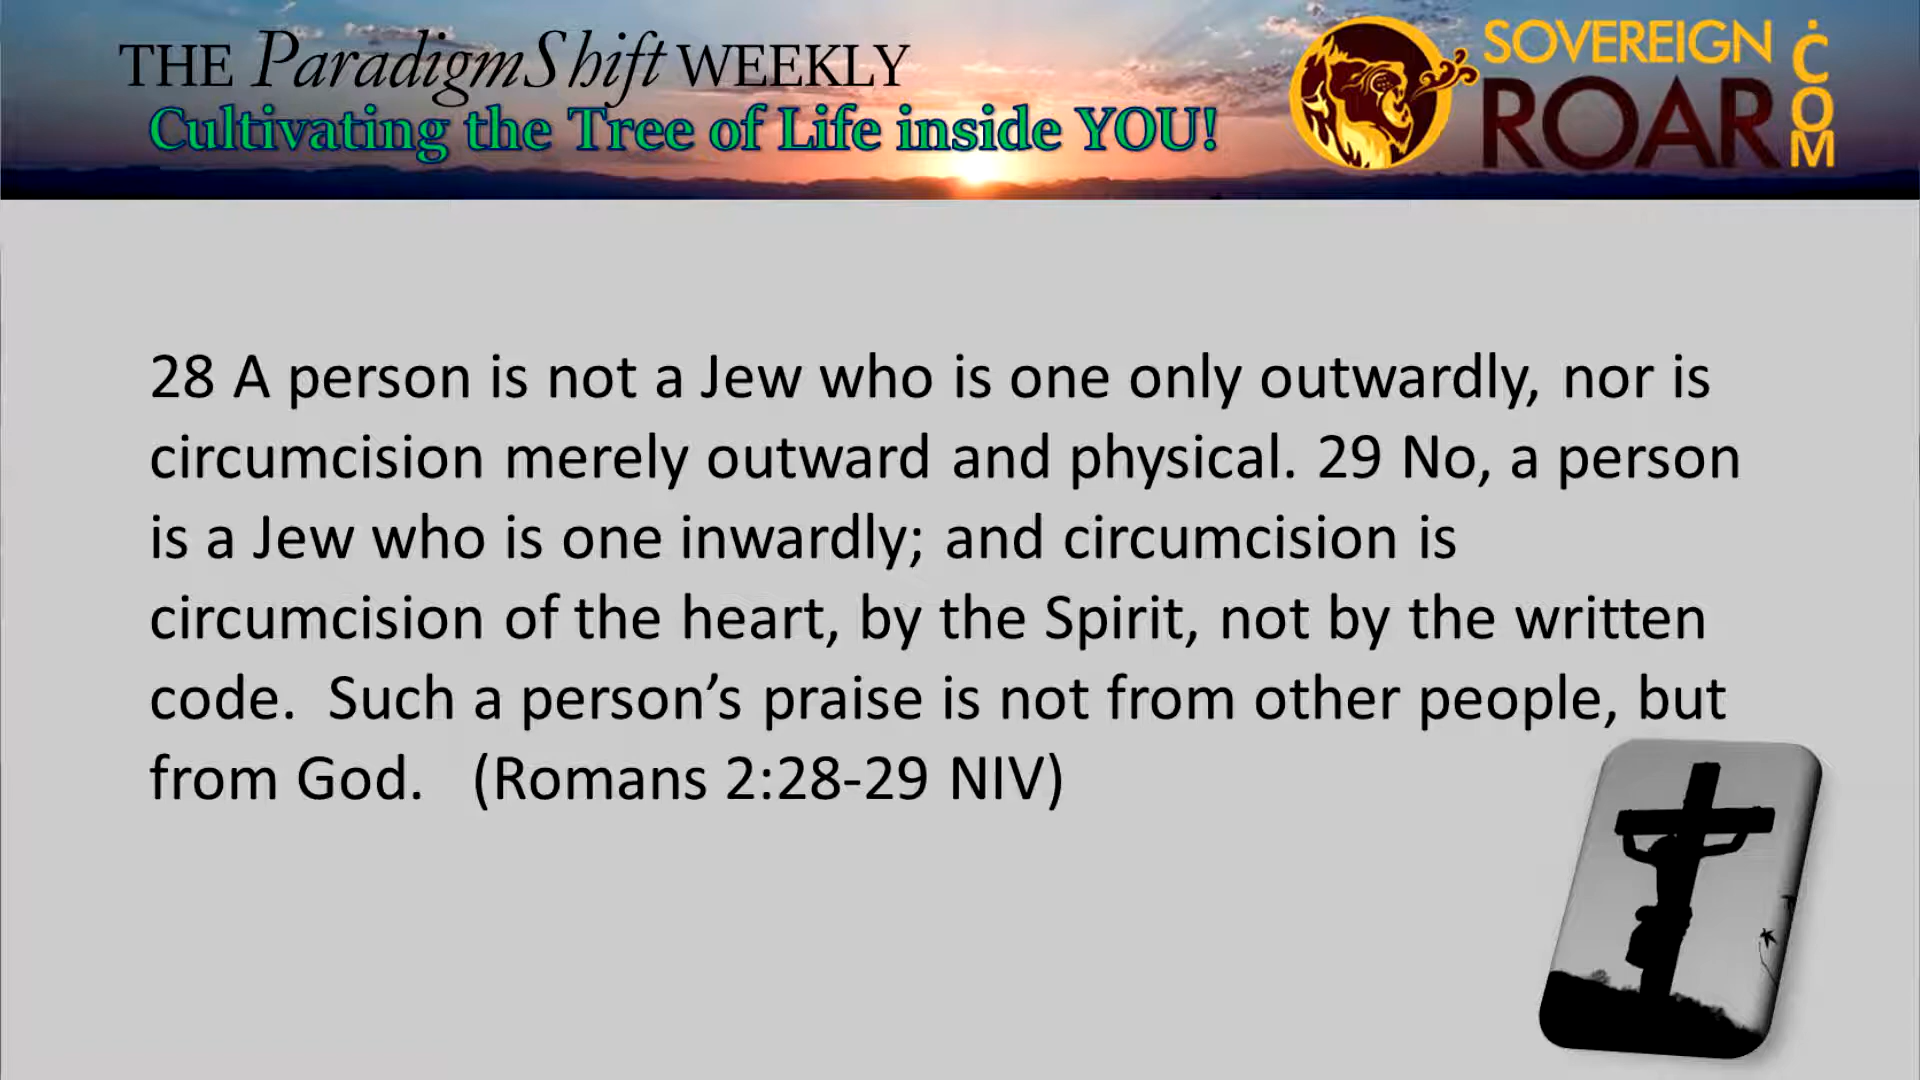 THE ParadigmShift WEEKLY
Cultivating the Tree of Life inside YOU!
SOVEREIGN
ROAR
.COM
28 A person is not a Jew who is one only outwardly, nor is
circumcision merely outward and physical. 29 No, a person
is a Jew who is one inwardly; and circumcision is
circumcision of the heart, by the Spirit, not by the written
code.  Such a person’s praise is not from other people, but
from God.   (Romans 2:28-29 NIV)